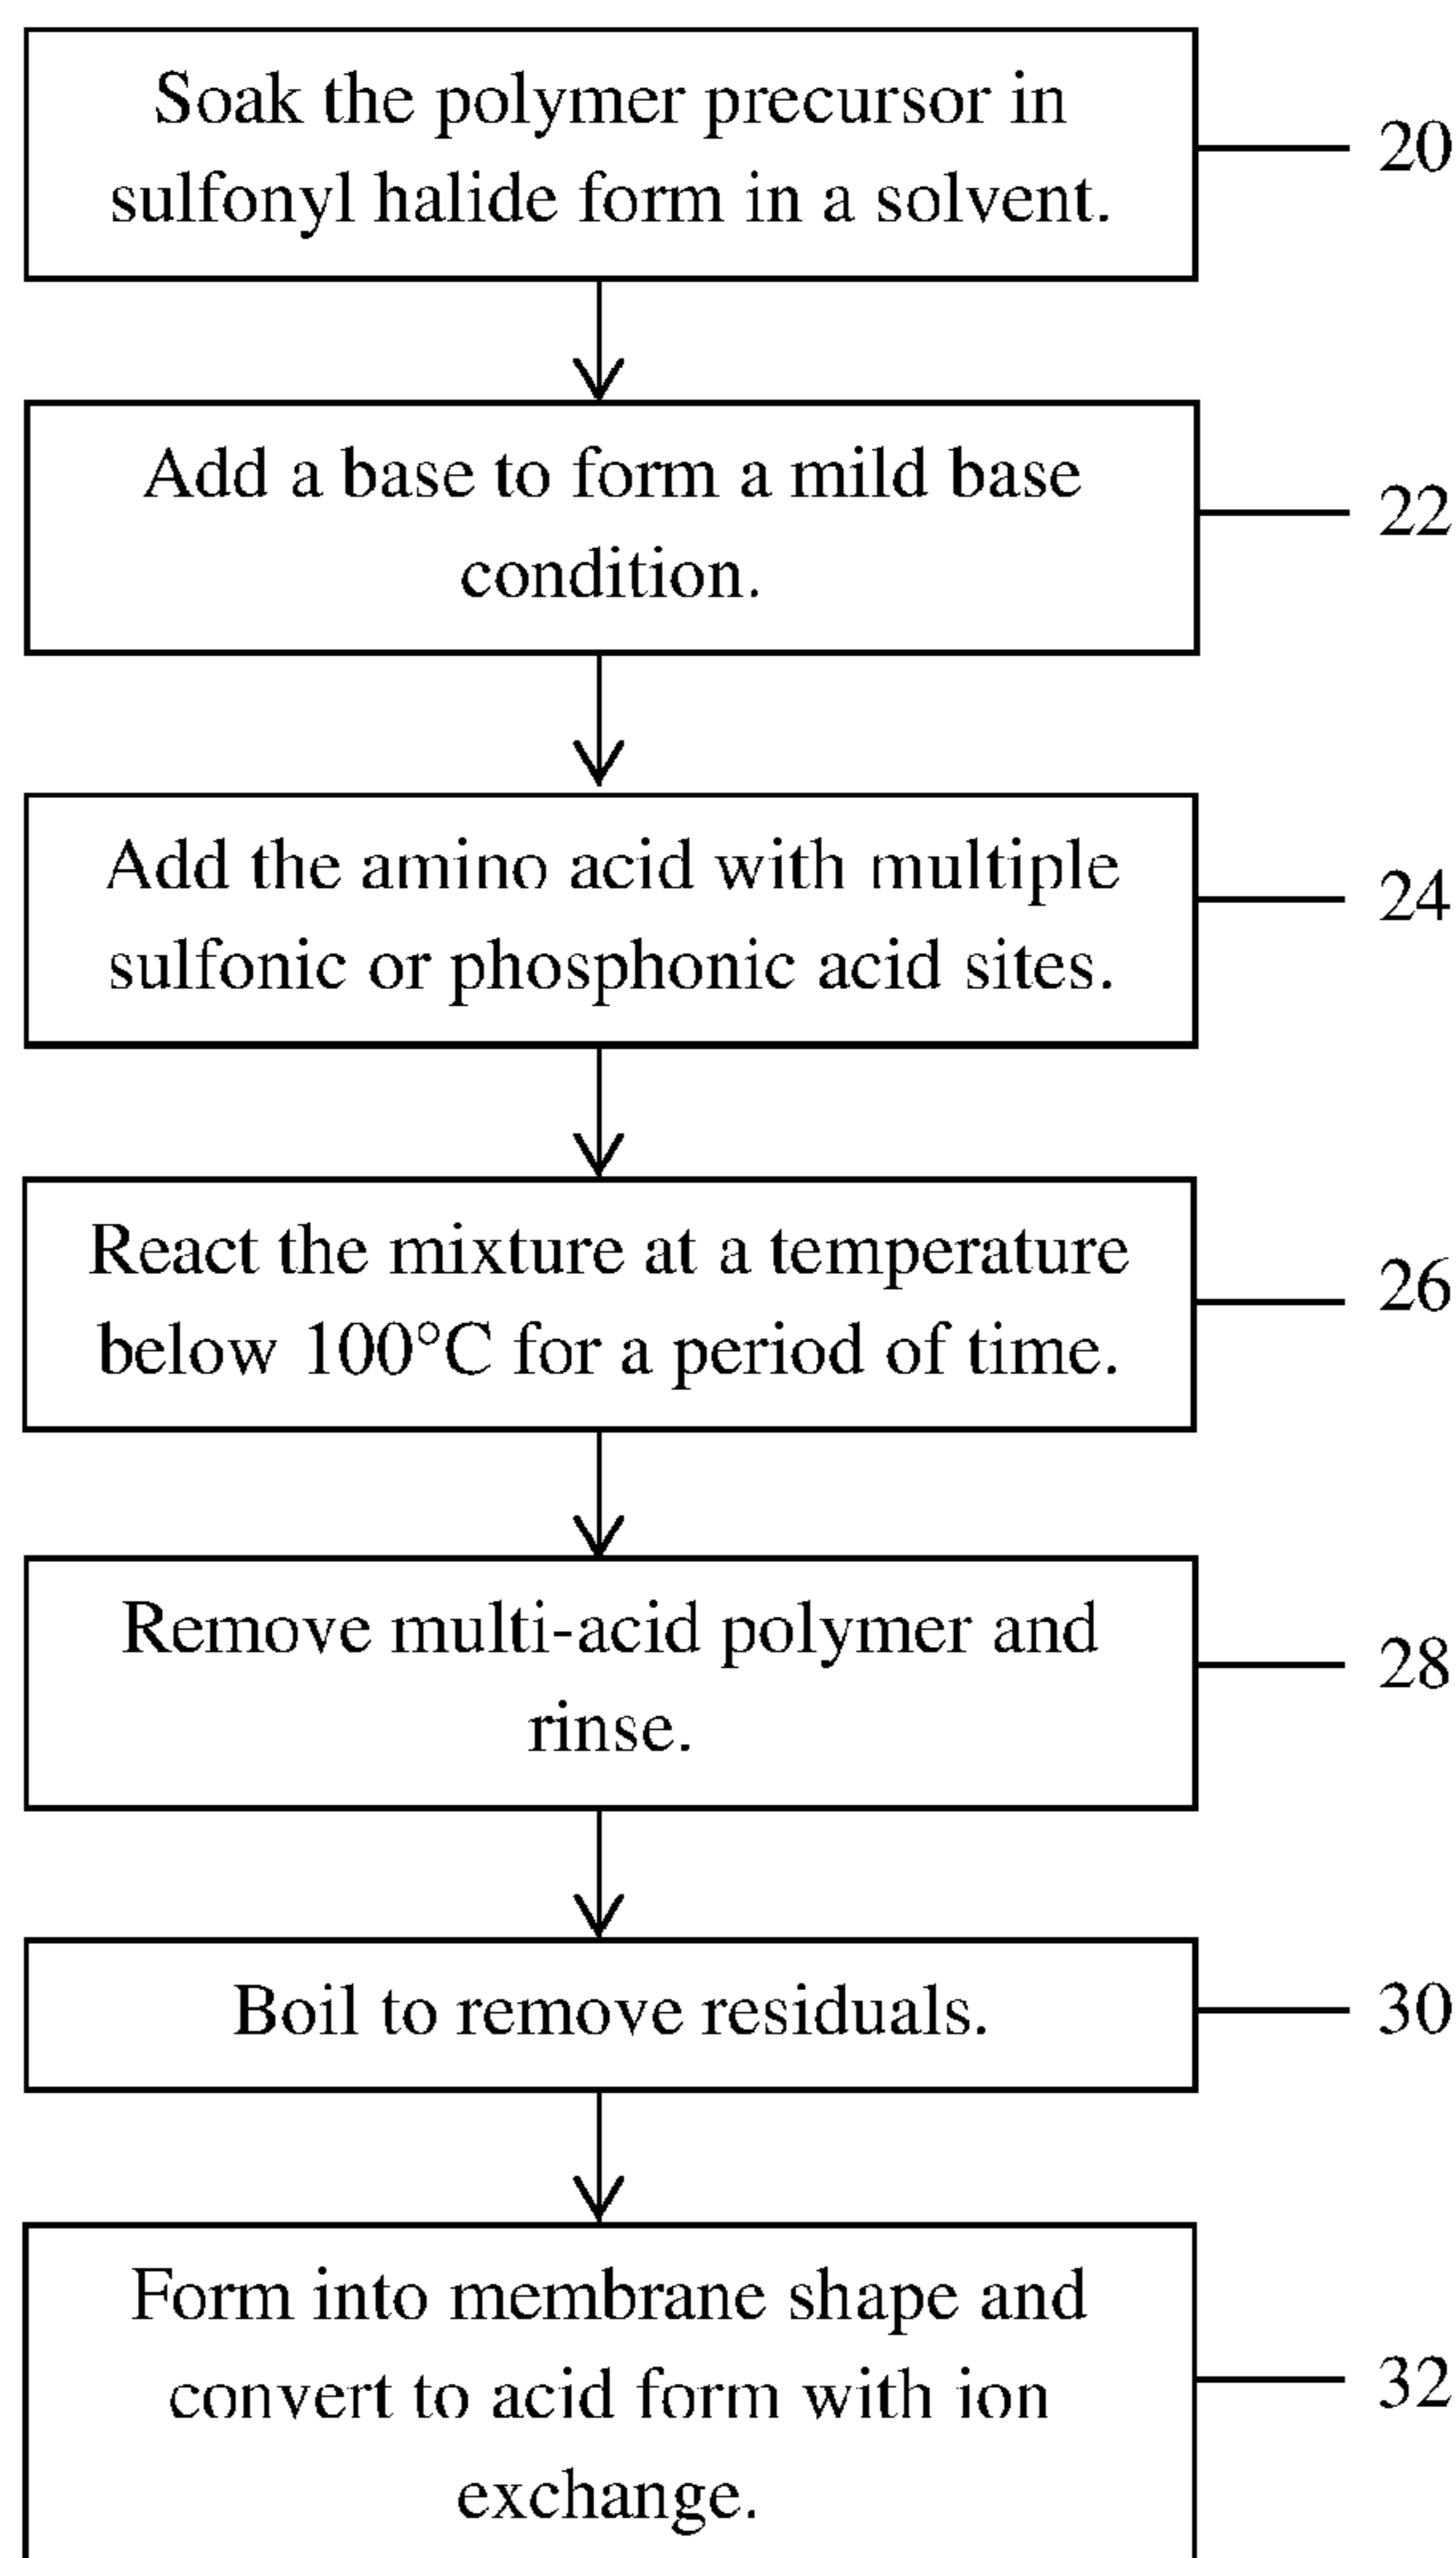 Soak the polymer precursor in
sulfonyl halide form in a solvent.
20
Add a base to form a mild base
condition.
22
Add the amino acid with multiple
sulfonic or phosphonic acid sites.
24
React the mixture at a temperature
below 100°C for a period of time.
26
Remove multi-acid polymer and
rinse.
28
Boil to remove residuals.
30
Form into membrane shape and
convert to acid form with ion
exchange.
32